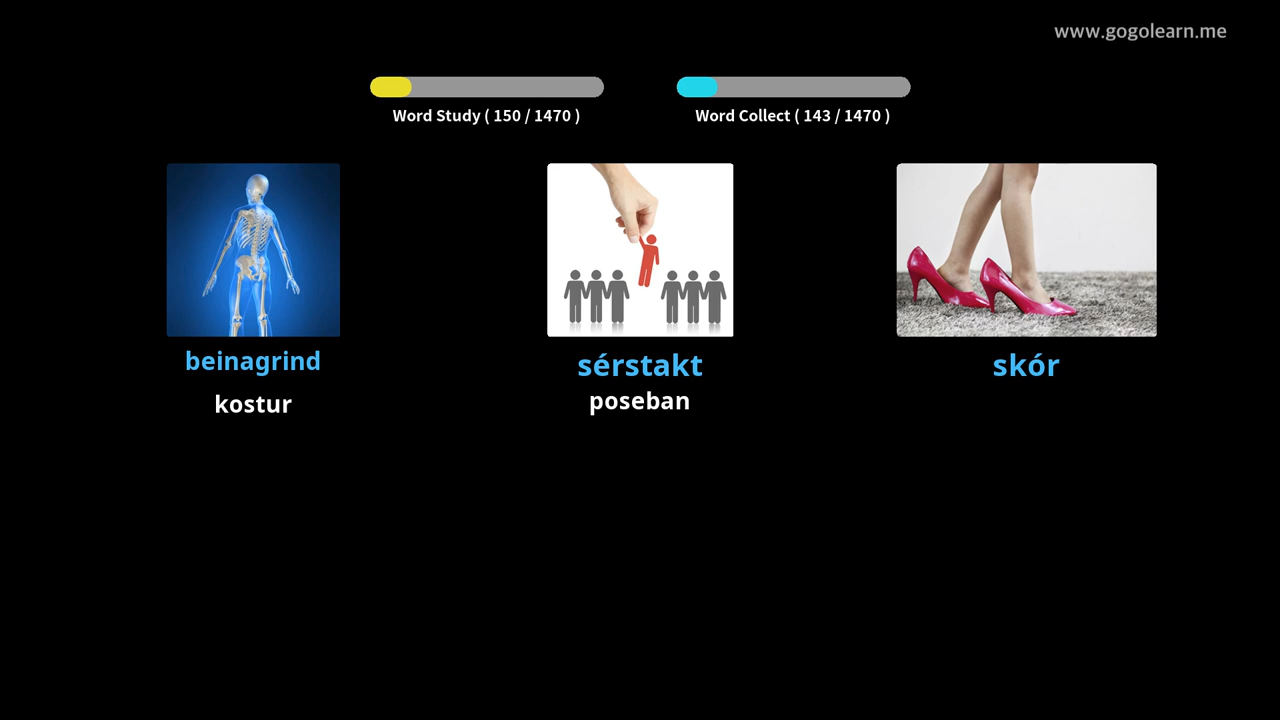 www.gogolearn.me
Word Study ( 150 / 1470 )
Word Collect ( 143 / 1470 )
beinagrind
kostur
sérstakt
poseban
skór